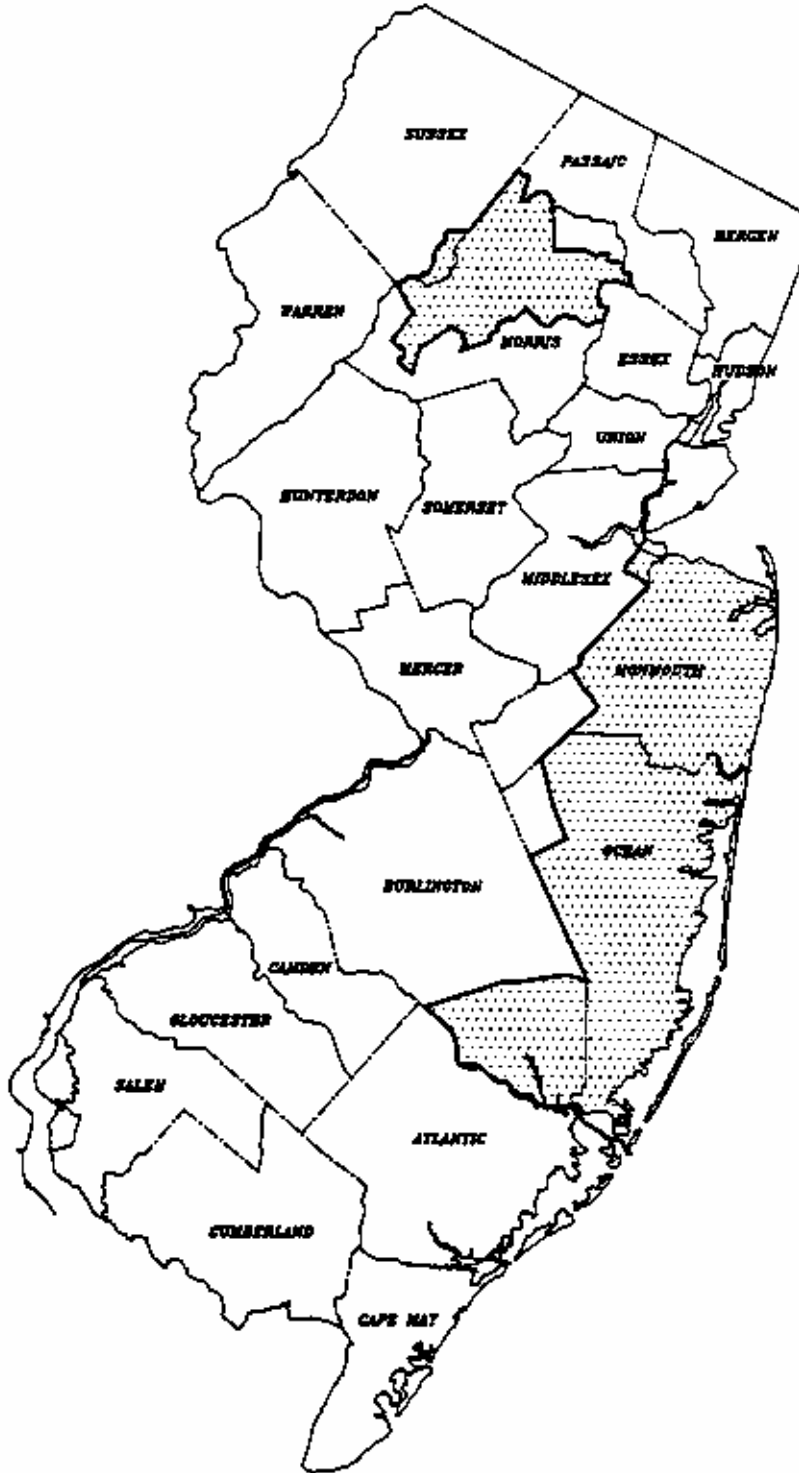 SUSSEX
PASSAIC
BERGEN
WARREN
MORRIS
ESSEX
HUDSON
UNION
HUNTERDON
SOMERSET
MIDDLESEX
MERCER
MONMOUTH
OCEAN
BURLINGTON
CAMDEN
GLOUCESTER
SALEM
ATLANTIC
CUMBERLAND
CAPE MAY